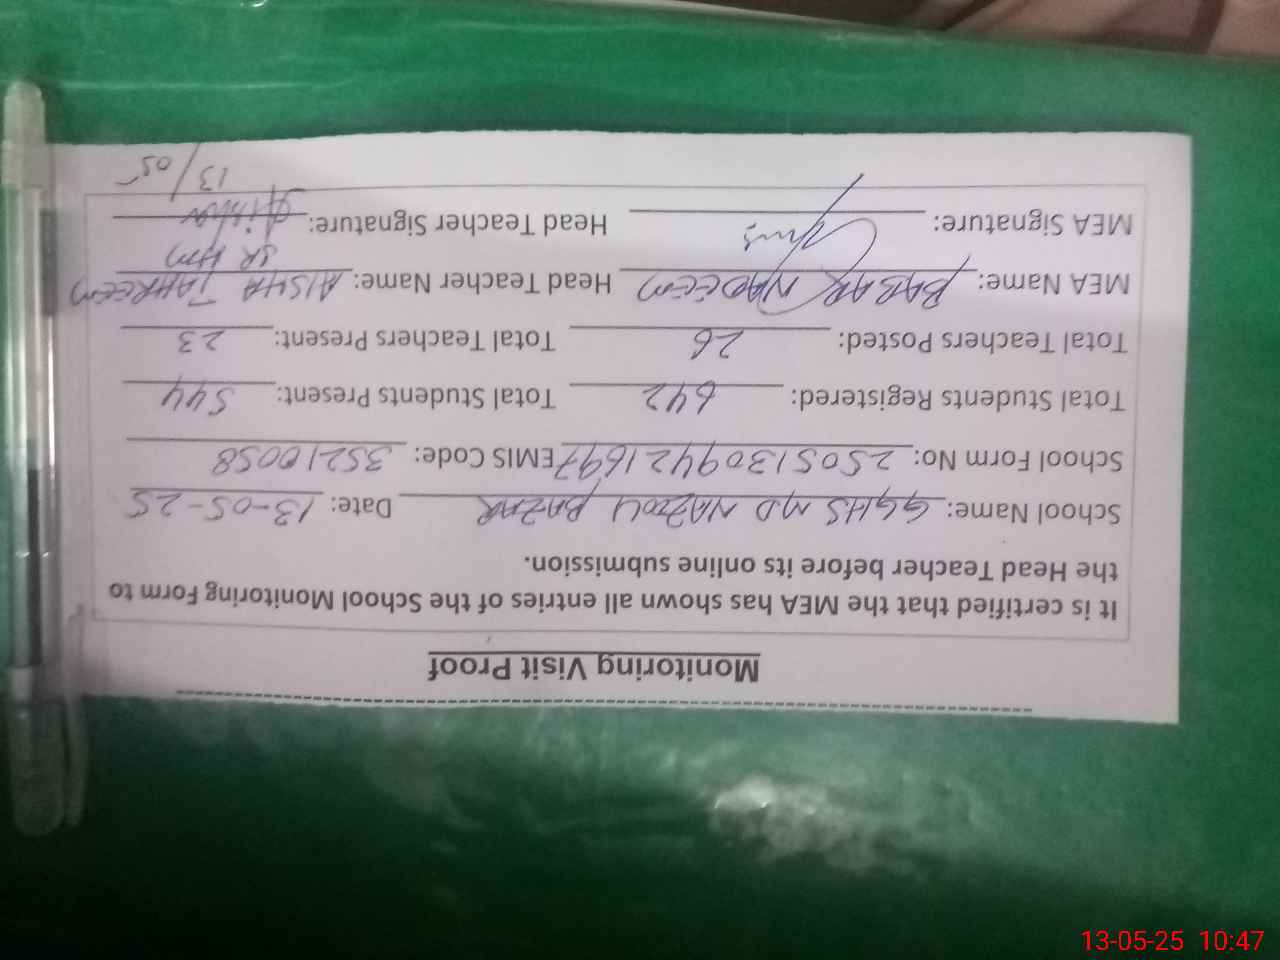 Monitoring Visit Proof
It is certified that the MEA has shown all entries of the School Monitoring Form to
the Head Teacher before its online submission.
School Name: GGHS MD NAZOOLI BAZAR Date: 13-05-25
School Form No: 2505130942 1697 EMIS Code: 35210058
Total Students Registered: 642 Total Students Present: 544
Total Teachers Posted: 26 Total Teachers Present: 23
MEA Name: BABAR NADEEM Head Teacher Name: AISHA TAHREEM
SR HM
MEA Signature: Head Teacher Signature:
13/05
13-05-25 10:47